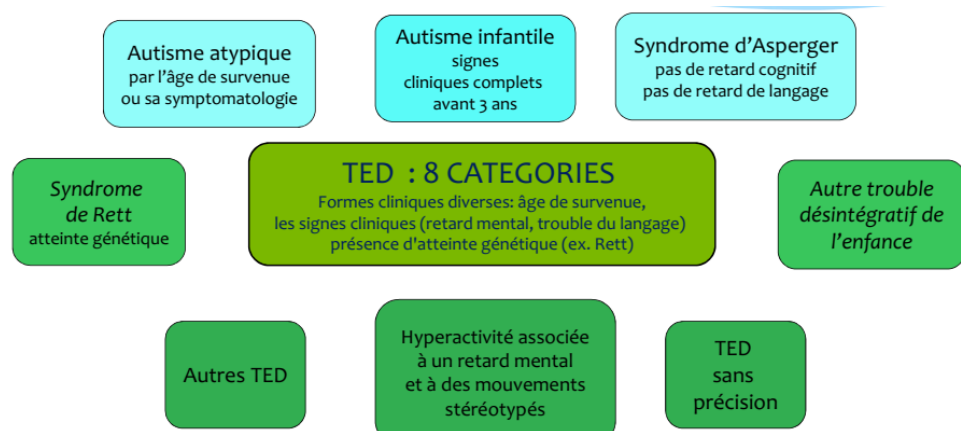 Autisme atypique
par l’âge de survenue
ou sa symptomatologie
Autisme infantile
signes
cliniques complets
avant 3 ans
Syndrome d’Asperger
pas de retard cognitif
pas de retard de langage
Syndrome
de Rett
atteinte génétique
TED : 8 CATEGORIES
Formes cliniques diverses: âge de survenue,
les signes cliniques (retard mental, trouble du langage)
présence d'atteinte génétique (ex. Rett)
Autre trouble
désintégratif de
l’enfance
Autres TED
Hyperactivité associée
à un retard mental
et à des mouvements
stéréotypés
TED
sans
précision